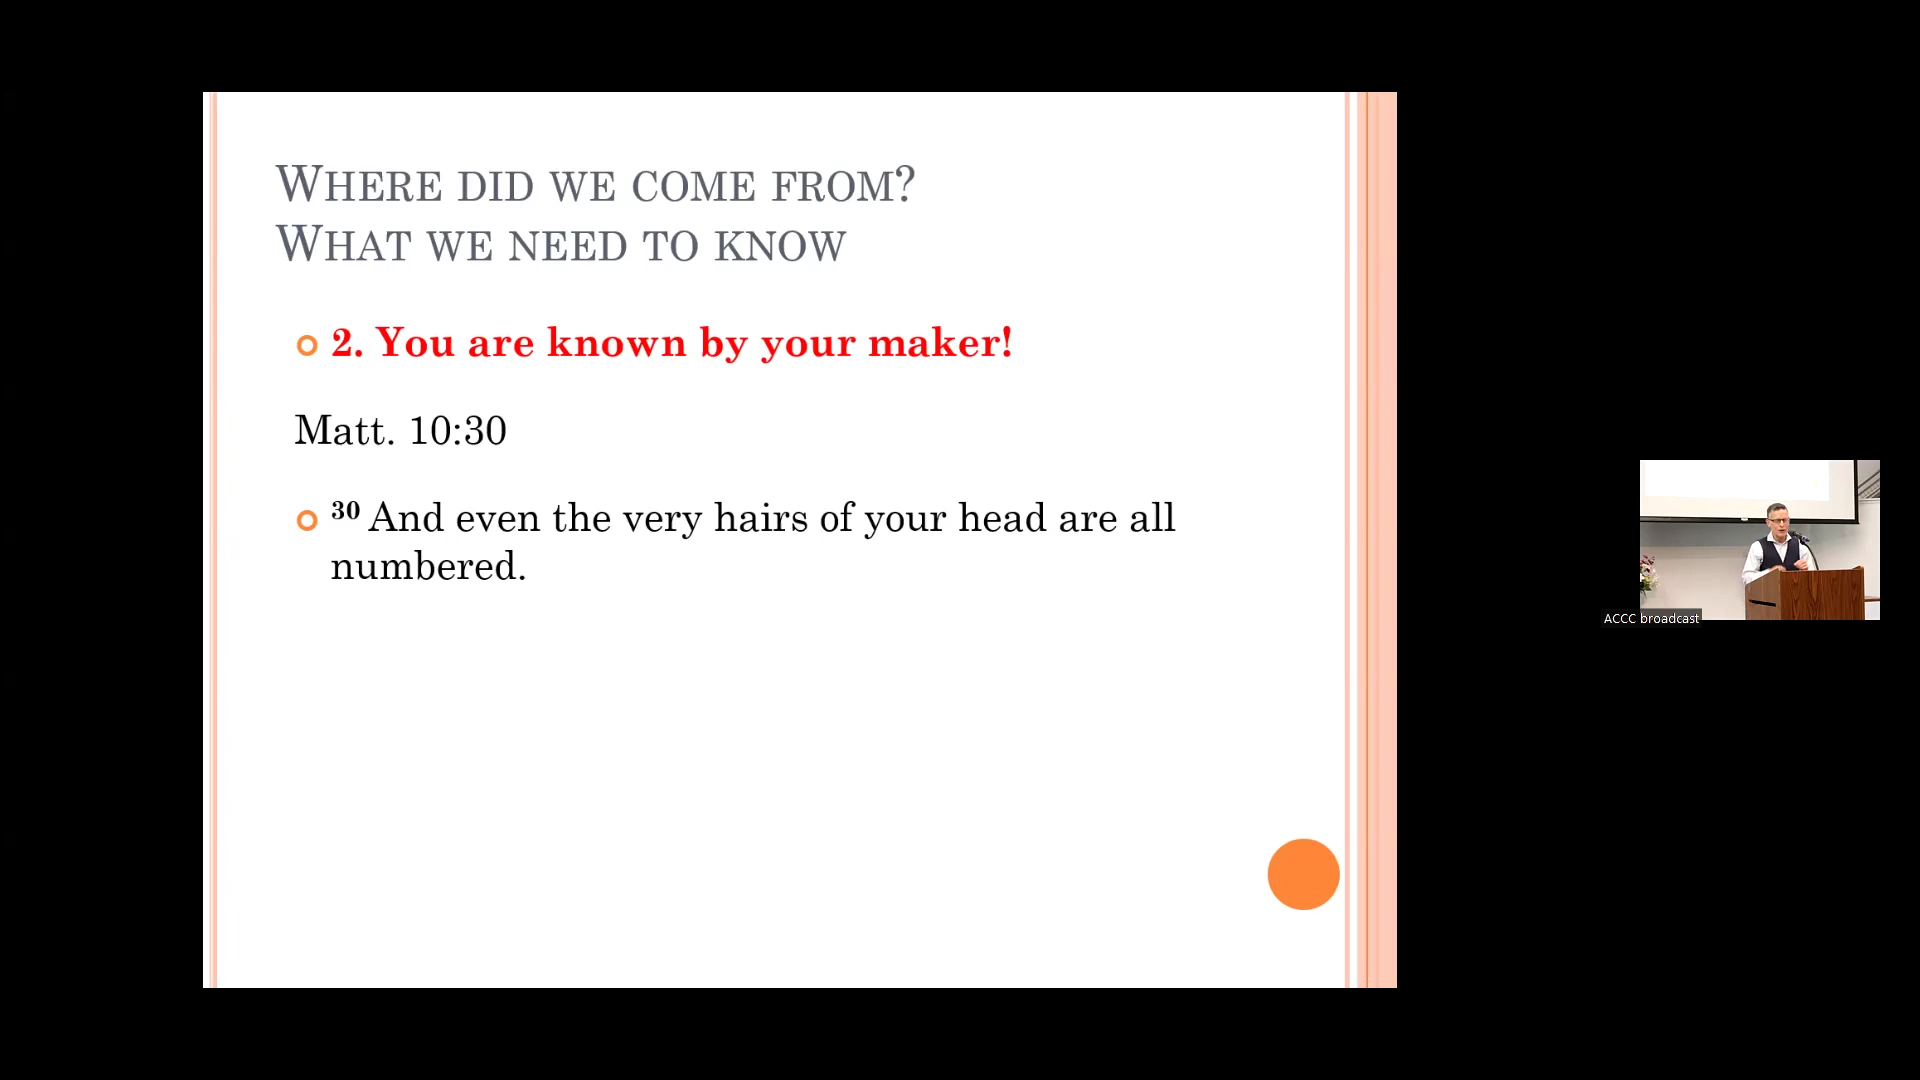 Where did we come from?
What we need to know
2. You are known by your maker!
Matt. 10:30
30 And even the very hairs of your head are all
numbered.
ACCC broadcast